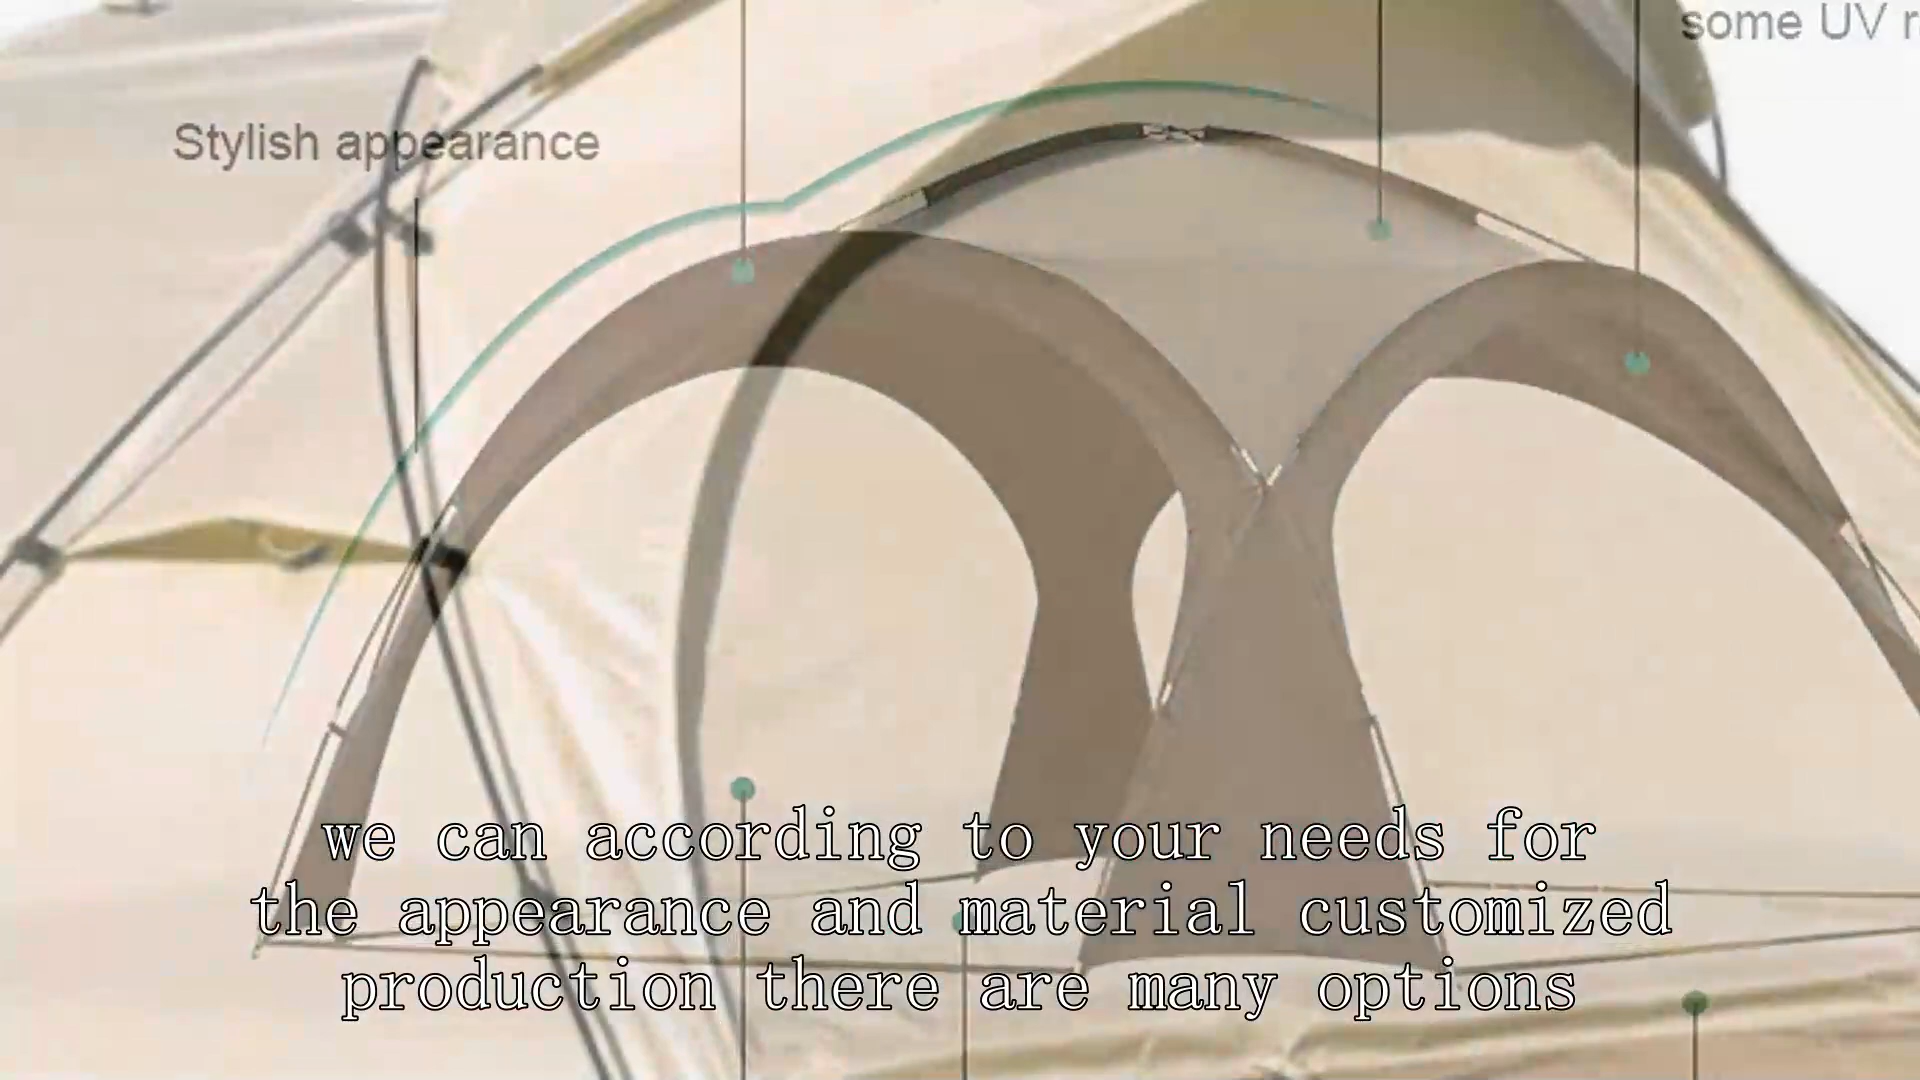 some UV
Stylish appearance
we can according to your needs for
the appearance and material customized
production there are many options